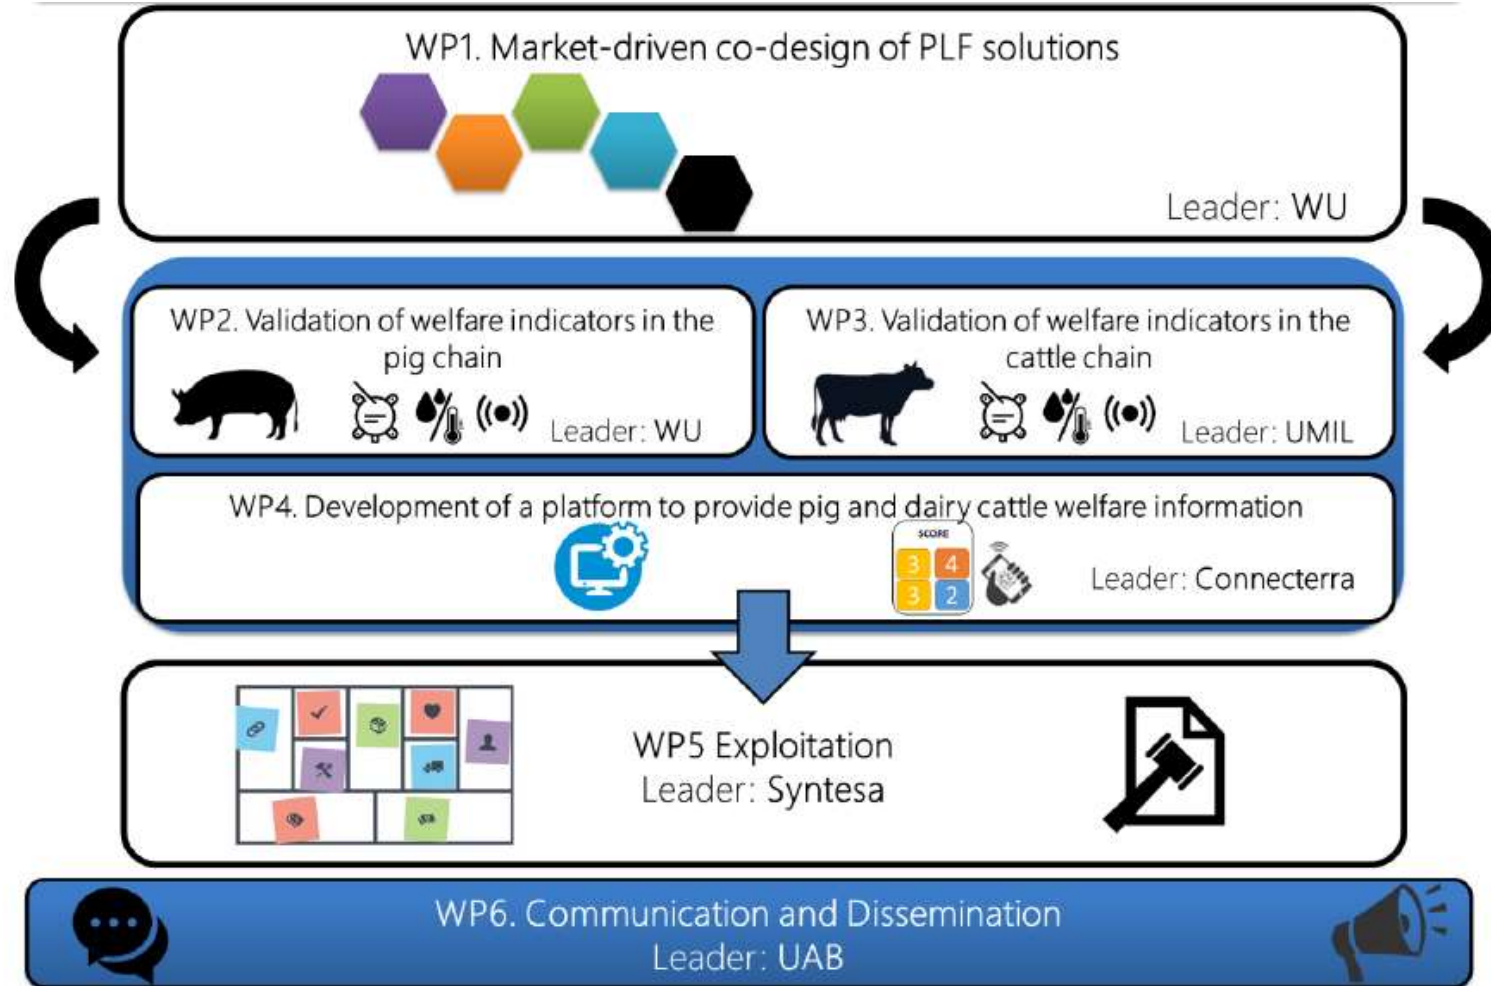 WP1. Market-driven co-design of PLF solutions
Leader: WU
WP2. Validation of welfare indicators in the
pig chain
Leader: WU
WP3. Validation of welfare indicators in the
cattle chain
Leader: UMIL
WP4. Development of a platform to provide pig and dairy cattle welfare information
SCORE
3 4
3 2
Leader: Connecterra
WP5 Exploitation
Leader: Syntesa
WP6. Communication and Dissemination
Leader: UAB